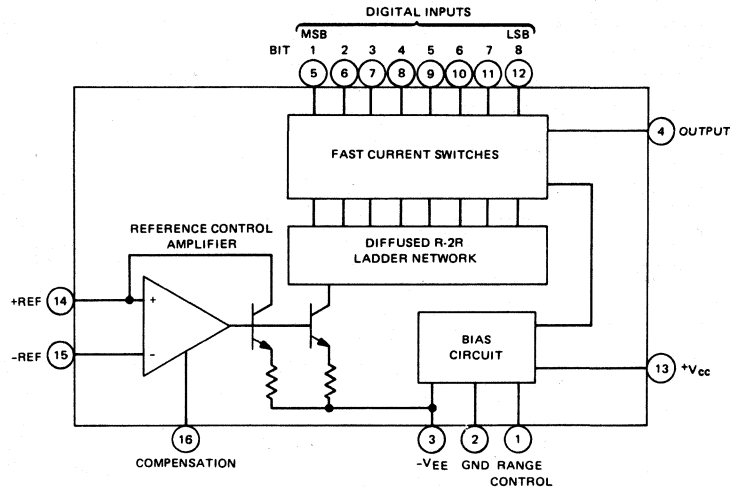 DIGITAL INPUTS
MSB LSB
BIT 1 2 3 4 5 6 7 8
5 6 7 8 9 10 11 12
4 OUTPUT
FAST CURRENT SWITCHES
REFERENCE CONTROL
AMPLIFIER
DIFFUSED R-2R
LADDER NETWORK
+REF 14 +
-REF 15 -
BIAS
CIRCUIT
13 +Vcc
16 3 2 1
COMPENSATION -VEE GND RANGE
CONTROL